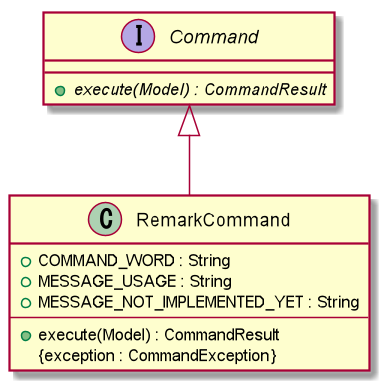 I Command
execute(Model) : CommandResult
C RemarkCommand
COMMAND_WORD : String
MESSAGE_USAGE : String
MESSAGE_NOT_IMPLEMENTED_YET : String
execute(Model) : CommandResult
{exception : CommandException}